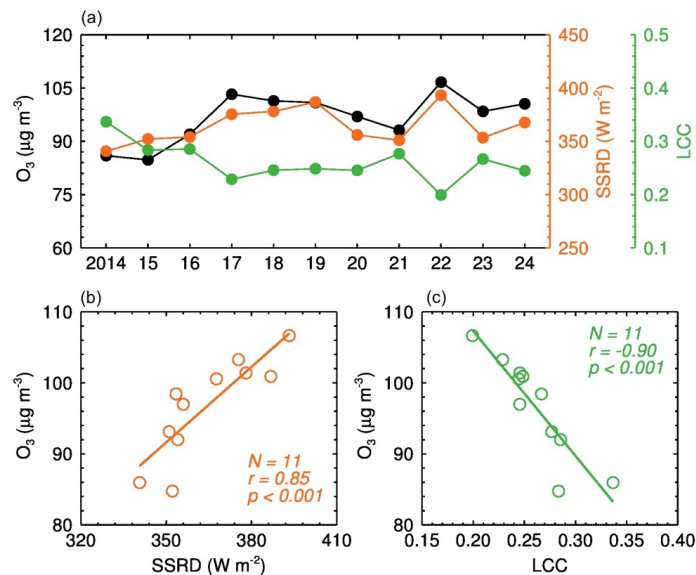 (a)
O₃ (µg m⁻³)
120
105
90
75
60
2014 15 16 17 18 19 20 21 22 23 24
450
400
350
300
250
SSRD (W m⁻²)
0.5
0.4
0.3
0.2
0.1
LCC
(b)
O₃ (µg m⁻³)
110
100
90
80
N = 11
r = 0.85
p < 0.001
320 350 380 410
SSRD (W m⁻²)
(c)
O₃ (µg m⁻³)
110
100
90
80
N = 11
r = -0.90
p < 0.001
0.15 0.20 0.25 0.30 0.35 0.40
LCC